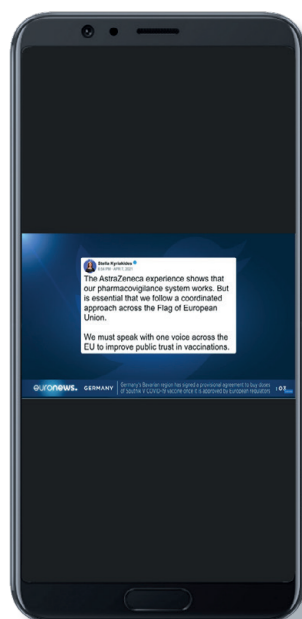 Stella Kyriakides
The AstraZeneca experience shows that
our pharmacovigilance system works. But
is essential that we follow a coordinated
approach across the Flag of European
Union.
We must speak with one voice across the
EU to improve public trust in vaccinations.
euronews. GERMANY Germany's Bavarian region has signed a provisional agreement to buy doses
of Sputnik V COVID-19 vaccine once it is approved by European regulators